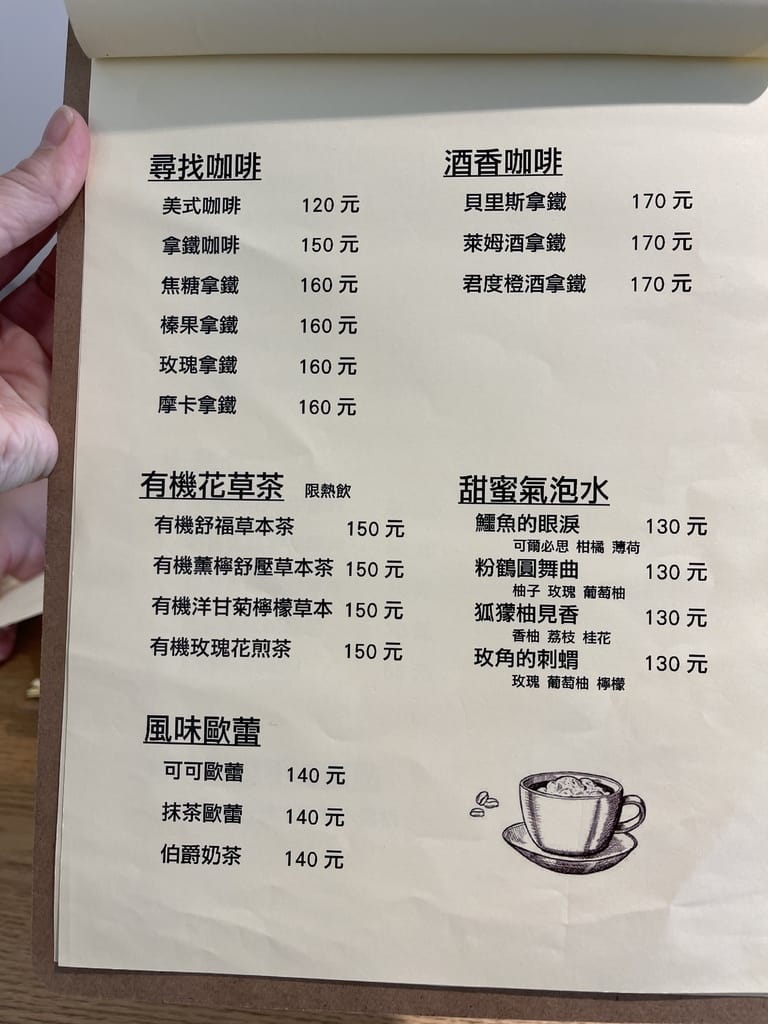 尋找咖啡
美式咖啡 120 元
拿鐵咖啡 150 元
焦糖拿鐵 160 元
榛果拿鐵 160 元
玫瑰拿鐵 160 元
摩卡拿鐵 160 元
酒香咖啡
貝里斯拿鐵 170 元
萊姆酒拿鐵 170 元
君度橙酒拿鐵 170 元
有機花草茶 限熱飲
有機舒福草本茶 150 元
有機薰檸舒壓草本茶 150 元
有機洋甘菊檸檬草本 150 元
有機玫瑰花煎茶 150 元
甜蜜氣泡水
鱷魚的眼淚 130 元
可爾必思 柑橘 薄荷
粉鶴圓舞曲 130 元
柚子 玫瑰 葡萄柚
狐獴柚見香 130 元
香柚 荔枝 桂花
玫角的刺蝟 130 元
玫瑰 葡萄柚 檸檬
風味歐蕾
可可歐蕾 140 元
抹茶歐蕾 140 元
伯爵奶茶 140 元